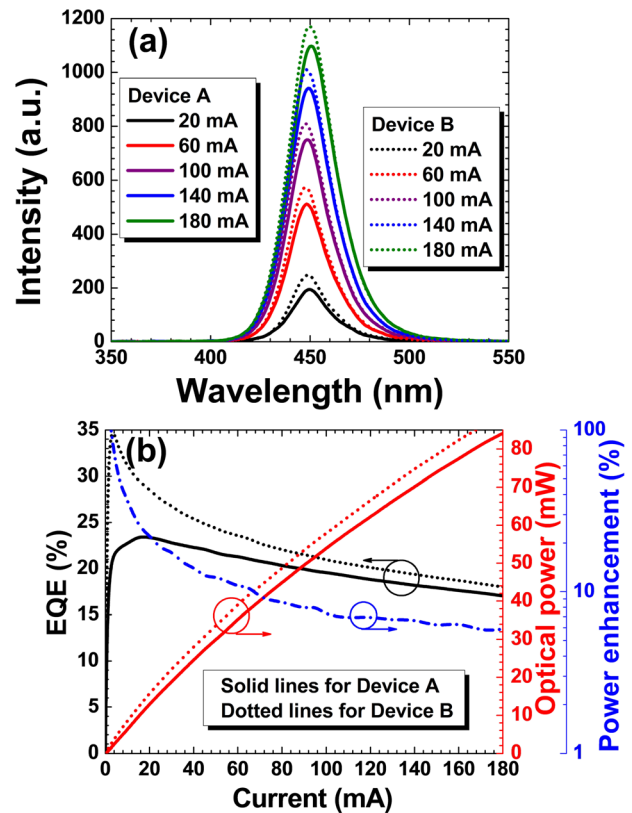 (a)
1200
1000
800
600
400
200
0
Intensity (a.u.)
Device A
20 mA
60 mA
100 mA
140 mA
180 mA
Device B
20 mA
60 mA
100 mA
140 mA
180 mA
350 400 450 500 550
Wavelength (nm)
(b)
35
30
25
20
15
10
5
0
EQE (%)
Solid lines for Device A
Dotted lines for Device B
0 20 40 60 80 100 120 140 160 180
Current (mA)
80
70
60
50
40
30
20
10
0
Optical power (mW)
100
10
1
Power enhancement (%)